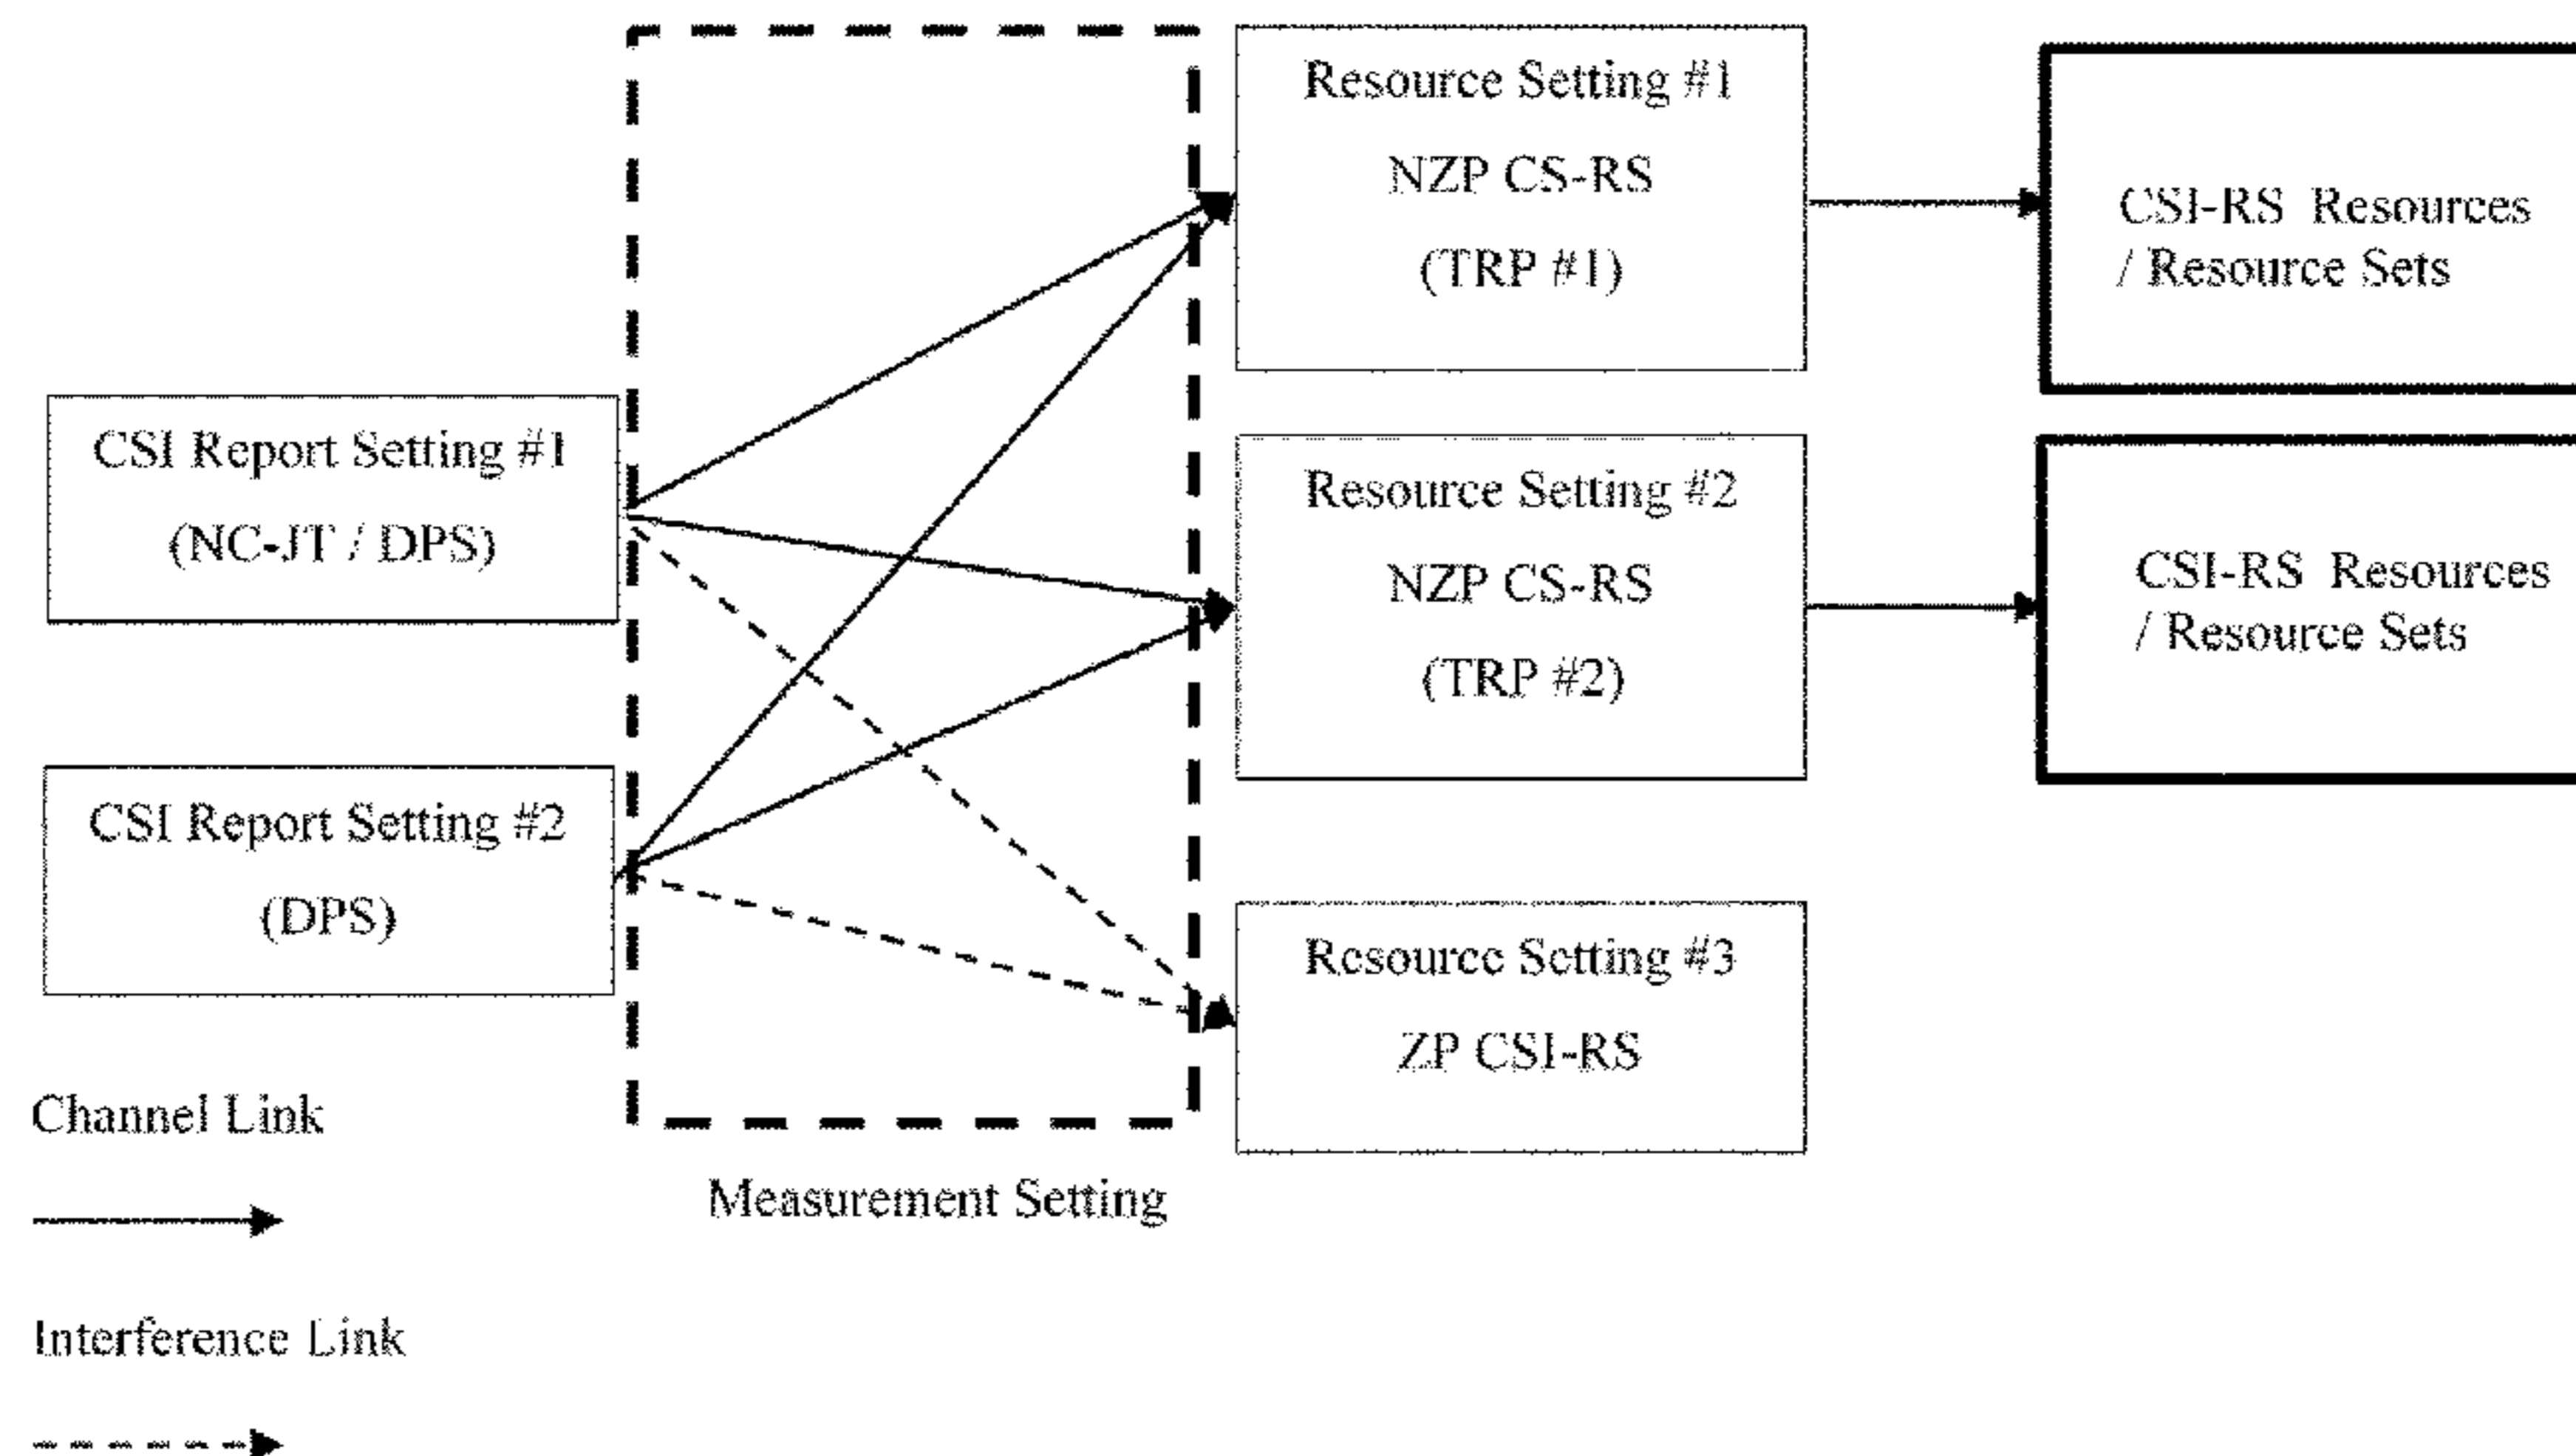 Resource Setting #1
NZP CS-RS
(TRP #1)
CSI-RS Resources
/ Resource Sets
CSI Report Setting #1
(NC-JT / DPS)
Resource Setting #2
NZP CS-RS
(TRP #2)
CSI-RS Resources
/ Resource Sets
CSI Report Setting #2
(DPS)
Resource Setting #3
ZP CSI-RS
Channel Link
Measurement Setting
Interference Link